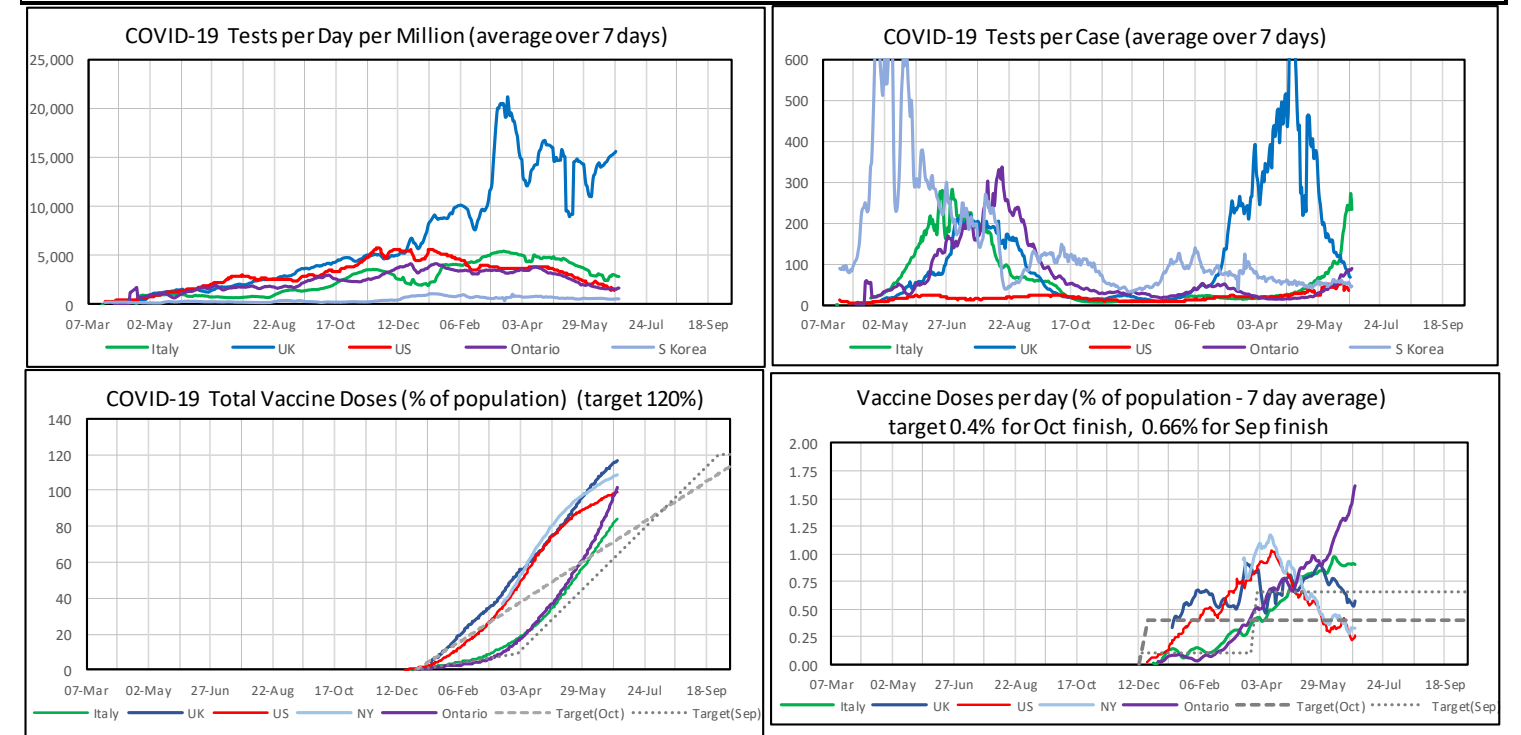 COVID-19 Tests per Day per Million (average over 7 days)
25,000
20,000
15,000
10,000
5,000
0
07-Mar 02-May 27-Jun 22-Aug 17-Oct 12-Dec 06-Feb 03-Apr 29-May 24-Jul 18-Sep
Italy UK US Ontario S Korea
COVID-19 Tests per Case (average over 7 days)
600
500
400
300
200
100
0
07-Mar 02-May 27-Jun 22-Aug 17-Oct 12-Dec 06-Feb 03-Apr 29-May 24-Jul 18-Sep
Italy UK US Ontario S Korea
COVID-19 Total Vaccine Doses (% of population) (target 120%)
140
120
100
80
60
40
20
0
07-Mar 02-May 27-Jun 22-Aug 17-Oct 12-Dec 06-Feb 03-Apr 29-May 24-Jul 18-Sep
Italy UK US NY Ontario Target(Oct) Target(Sep)
Vaccine Doses per day (% of population - 7 day average)
target 0.4% for Oct finish, 0.66% for Sep finish
2.00
1.75
1.50
1.25
1.00
0.75
0.50
0.25
0.00
07-Mar 02-May 27-Jun 22-Aug 17-Oct 12-Dec 06-Feb 03-Apr 29-May 24-Jul 18-Sep
Italy UK US NY Ontario Target(Oct) Target(Sep